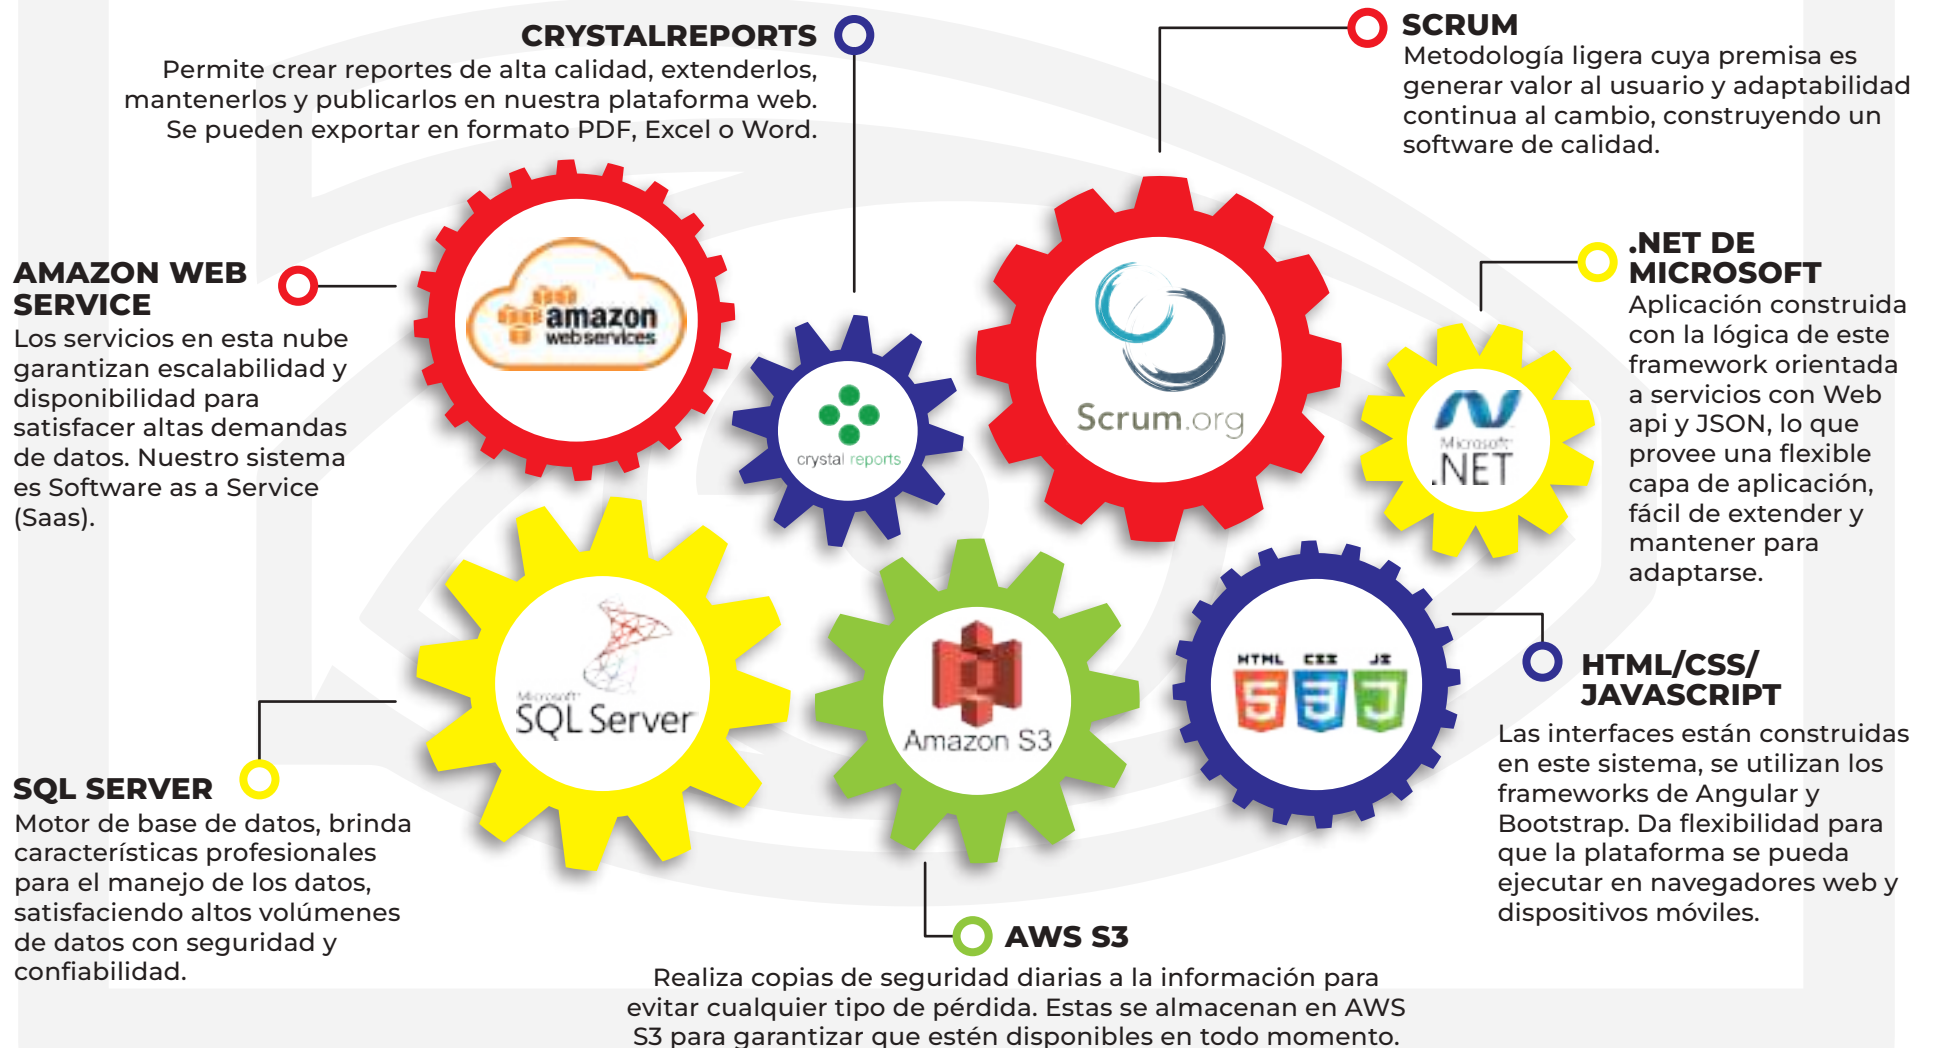 CRYSTALREPORTS
Permite crear reportes de alta calidad, extenderlos,
mantenerlos y publicarlos en nuestra plataforma web.
Se pueden exportar en formato PDF, Excel o Word.
SCRUM
Metodología ligera cuya premisa es
generar valor al usuario y adaptabilidad
continua al cambio, construyendo un
software de calidad.
AMAZON WEB
SERVICE
Los servicios en esta nube
garantizan escalabilidad y
disponibilidad para
satisfacer altas demandas
de datos. Nuestro sistema
es Software as a Service
(Saas).
amazon
webservices
crystal reports
Scrum.org
Microsoft
.NET
.NET DE
MICROSOFT
Aplicación construida
con la lógica de este
framework orientada
a servicios con Web
api y JSON, lo que
provee una flexible
capa de aplicación,
fácil de extender y
mantener para
adaptarse.
Microsoft
SQL Server
Amazon S3
HTML CSS JS
5 3 J
HTML/CSS/
JAVASCRIPT
Las interfaces están construidas
en este sistema, se utilizan los
frameworks de Angular y
Bootstrap. Da flexibilidad para
que la plataforma se pueda
ejecutar en navegadores web y
dispositivos móviles.
SQL SERVER
Motor de base de datos, brinda
características profesionales
para el manejo de los datos,
satisfaciendo altos volúmenes
de datos con seguridad y
confiabilidad.
AWS S3
Realiza copias de seguridad diarias a la información para
evitar cualquier tipo de pérdida. Estas se almacenan en AWS
S3 para garantizar que estén disponibles en todo momento.